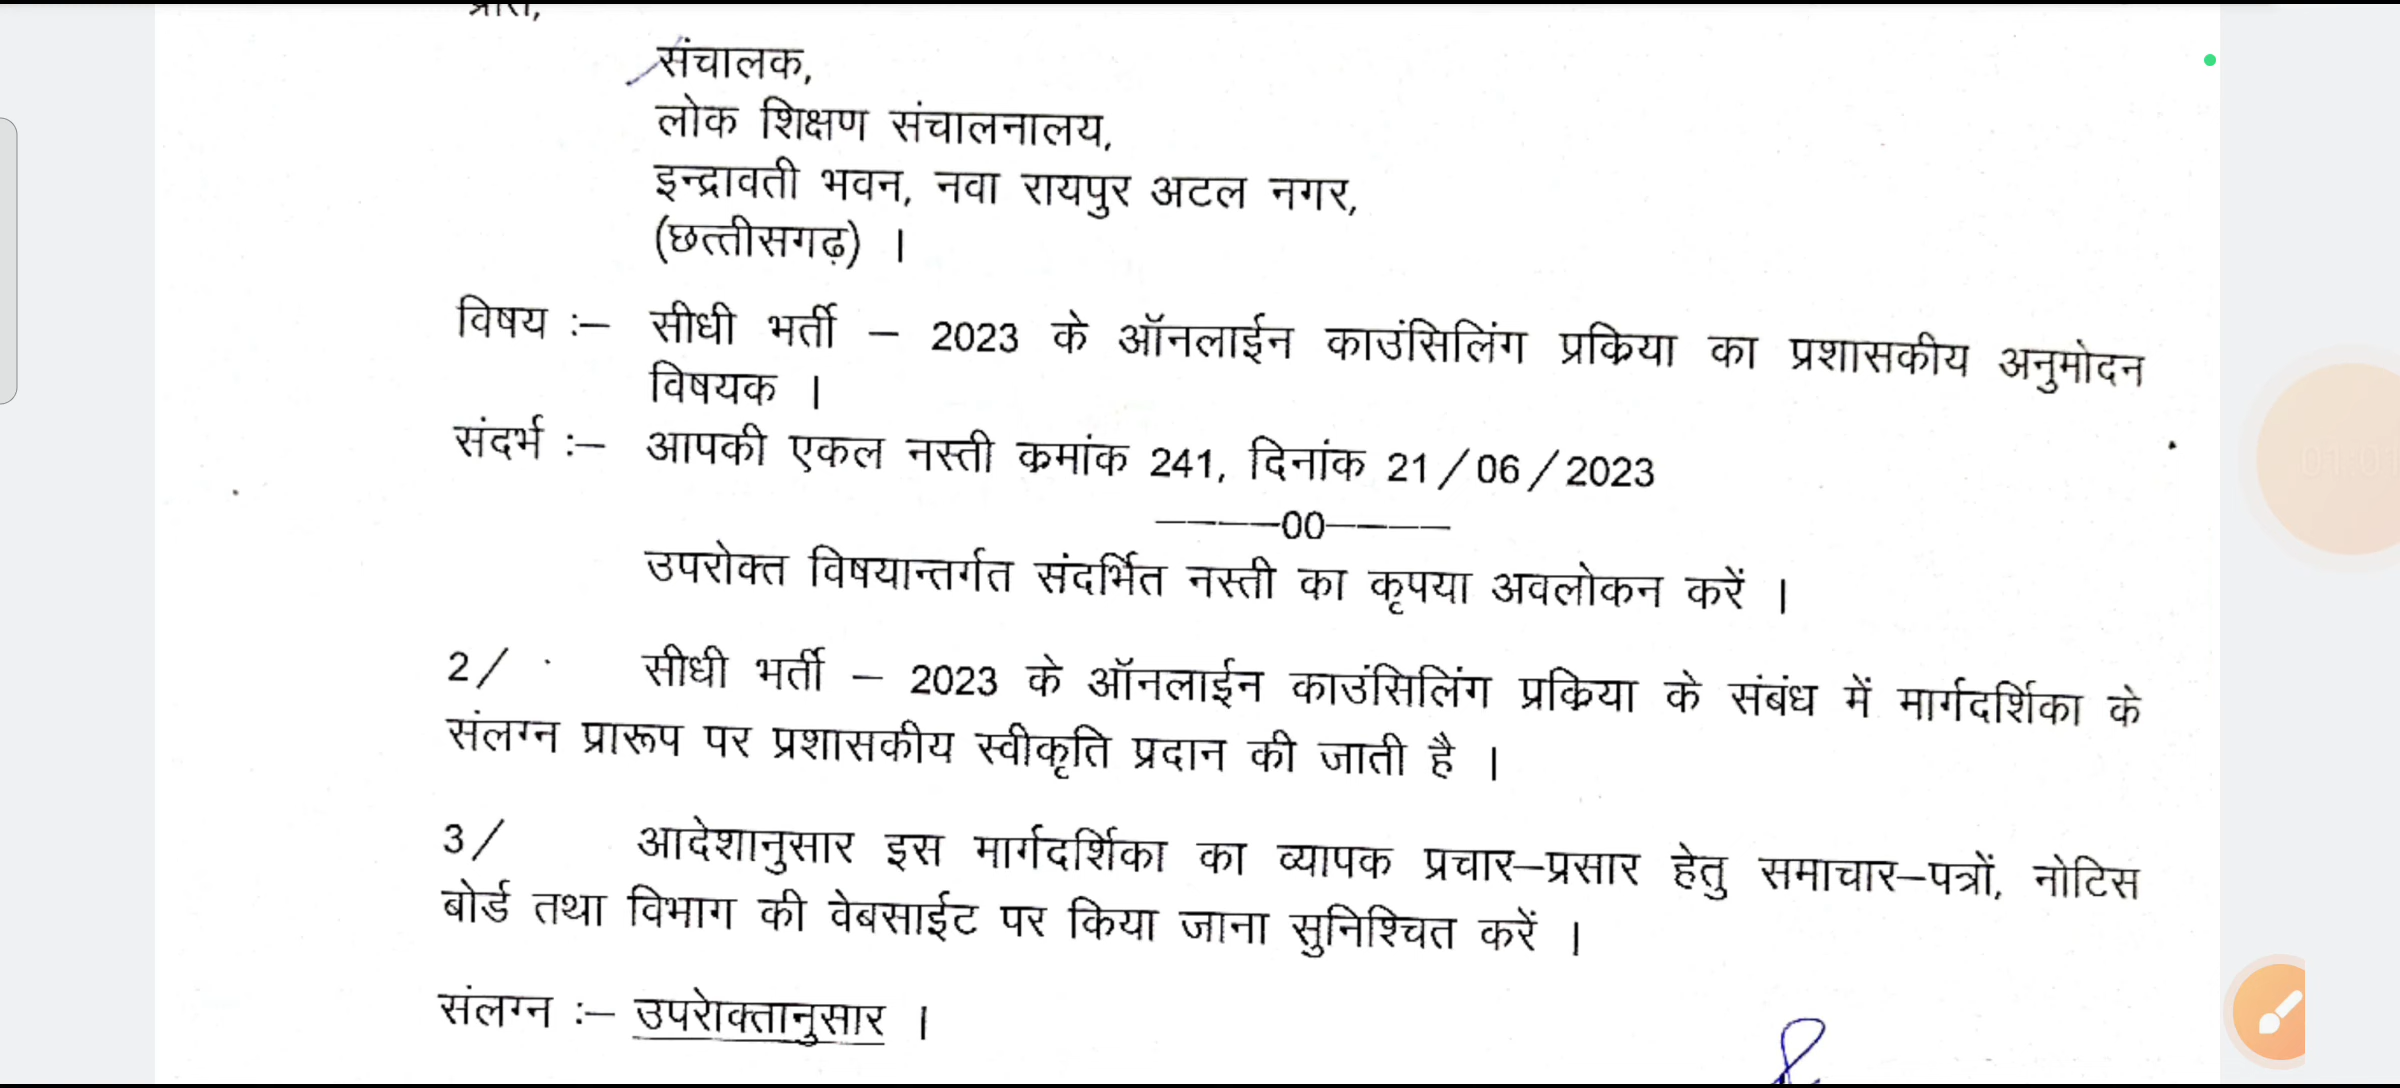 प्रति,
संचालक,
लोक शिक्षण संचालनालय,
इन्द्रावती भवन, नवा रायपुर अटल नगर,
(छत्तीसगढ़) ।
विषय :– सीधी भर्ती – 2023 के ऑनलाईन काउंसिलिंग प्रक्रिया का प्रशासकीय अनुमोदन
विषयक ।
संदर्भ :– आपकी एकल नस्ती क्रमांक 241, दिनांक 21/06/2023
————00————
उपरोक्त विषयान्तर्गत संदर्भित नस्ती का कृपया अवलोकन करें ।
2/ सीधी भर्ती – 2023 के ऑनलाईन काउंसिलिंग प्रक्रिया के संबंध में मार्गदर्शिका के
संलग्न प्रारूप पर प्रशासकीय स्वीकृति प्रदान की जाती है ।
3/ आदेशानुसार इस मार्गदर्शिका का व्यापक प्रचार–प्रसार हेतु समाचार–पत्रों, नोटिस
बोर्ड तथा विभाग की वेबसाईट पर किया जाना सुनिश्चित करें ।
संलग्न :– उपरोक्तानुसार ।